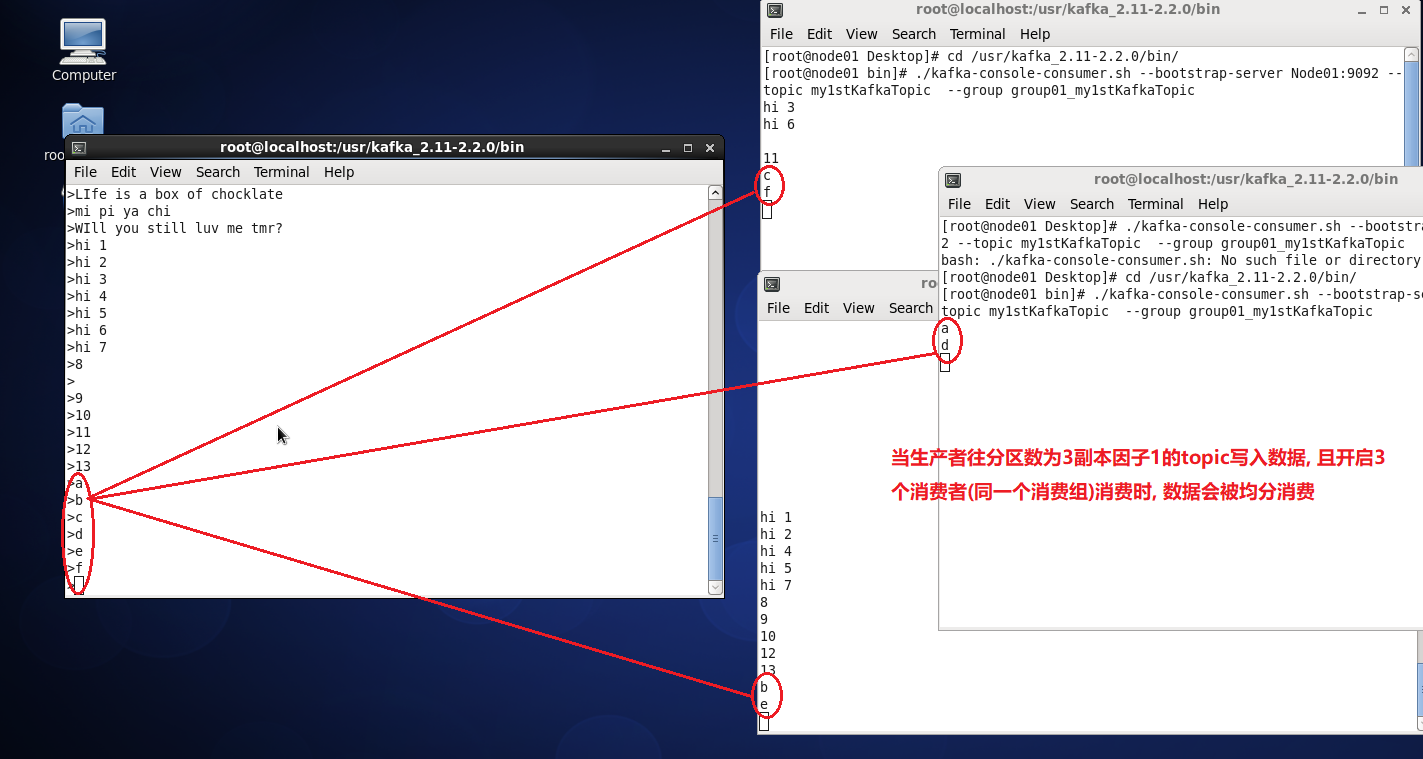 Computer
roo
root@localhost:/usr/kafka_2.11-2.2.0/bin
File Edit View Search Terminal Help
>LIfe is a box of chocklate
>mi pi ya chi
>WIll you still luv me tmr?
>hi 1
>hi 2
>hi 3
>hi 4
>hi 5
>hi 6
>hi 7
>8
>
>9
>10
>11
>12
>13
>a
>b
>c
>d
>e
>f
>
root@localhost:/usr/kafka_2.11-2.2.0/bin
File Edit View Search Terminal Help
[root@node01 Desktop]# cd /usr/kafka_2.11-2.2.0/bin/
[root@node01 bin]# ./kafka-console-consumer.sh --bootstrap-server Node01:9092 --
topic my1stKafkaTopic  --group group01_my1stKafkaTopic
hi 3
hi 6
11
c
f
root@localhost:/usr/kafka_2.11-2.2.0/bin
File Edit View Search Terminal Help
[root@node01 Desktop]# ./kafka-console-consumer.sh --bootstra
2 --topic my1stKafkaTopic  --group group01_my1stKafkaTopic
bash: ./kafka-console-consumer.sh: No such file or directory
[root@node01 Desktop]# cd /usr/kafka_2.11-2.2.0/bin/
[root@node01 bin]# ./kafka-console-consumer.sh --bootstrap-se
topic my1stKafkaTopic  --group group01_my1stKafkaTopic
a
d
当生产者往分区数为3副本因子1的topic写入数据, 且开启3
个消费者(同一个消费组)消费时, 数据会被均分消费
ro
File Edit View Search
hi 1
hi 2
hi 4
hi 5
hi 7
8
9
10
12
13
b
e